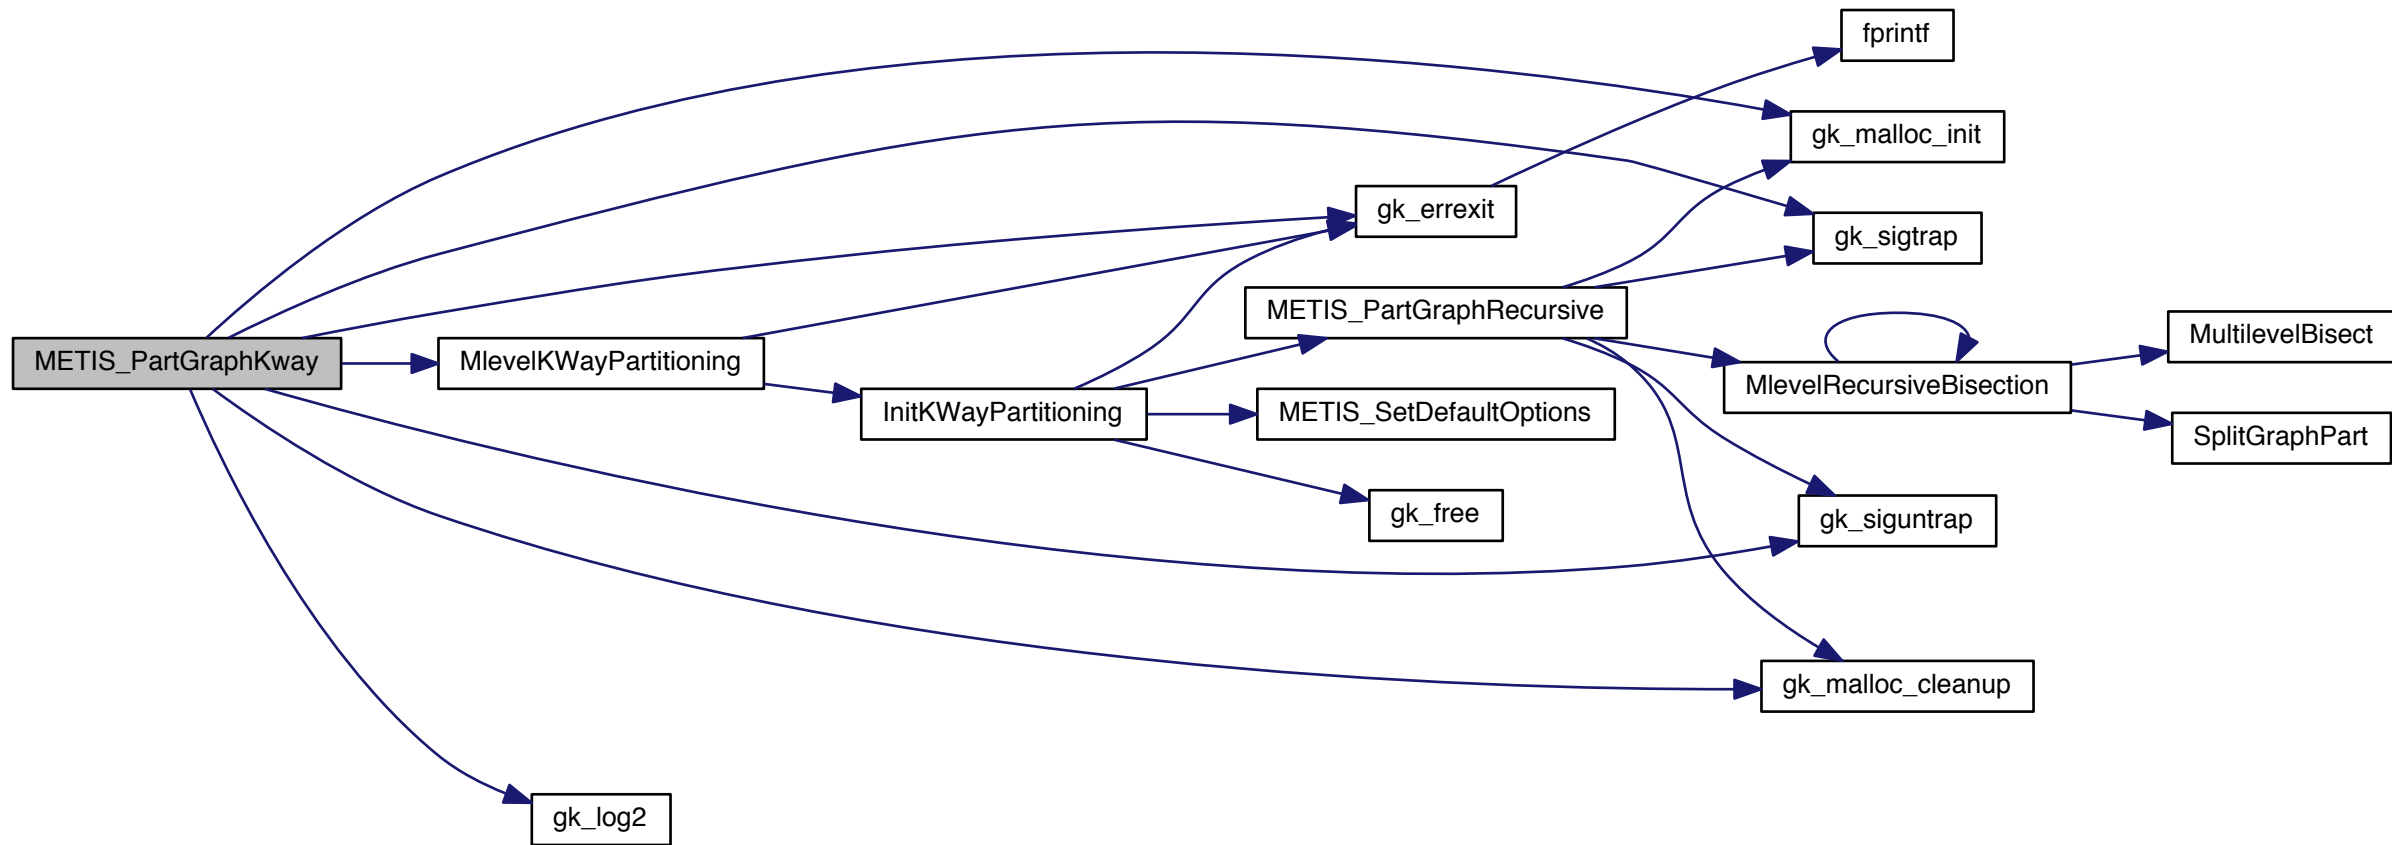 fprintf
gk_malloc_init
gk_errexit
gk_sigtrap
METIS_PartGraphRecursive
MultilevelBisect
METIS_PartGraphKway
MlevelKWayPartitioning
MlevelRecursiveBisection
InitKWayPartitioning
METIS_SetDefaultOptions
SplitGraphPart
gk_free
gk_siguntrap
gk_malloc_cleanup
gk_log2